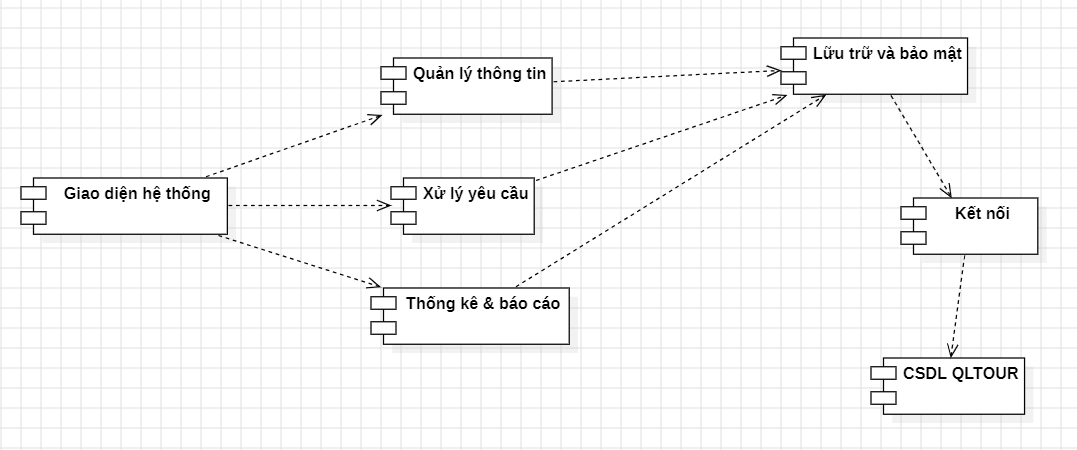 Quản lý thông tin
Lữu trữ và bảo mật
Giao diện hệ thống
Xử lý yêu cầu
Kết nối
Thống kê & báo cáo
CSDL QLTOUR